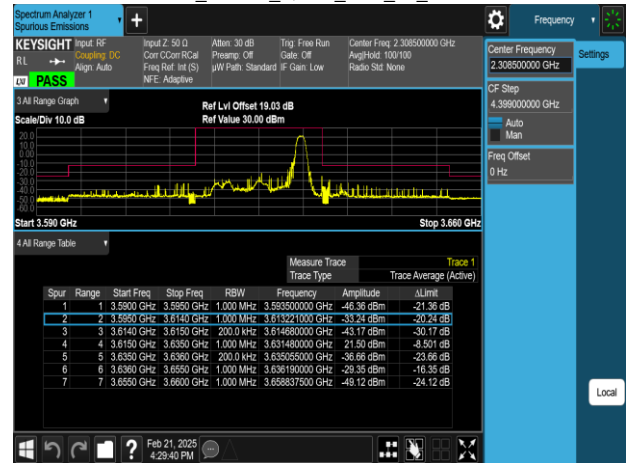 Spectrum Analyzer 1
Spurious Emissions
Frequency
KEYSIGHT Input: RF Input Z: 50 Ω Atten: 30 dB Trig: Free Run Center Freq: 2.308500000 GHz
RL Coupling: DC Corr CCorr RCal Preamp: Off Gate: Off Avg|Hold: 100/100
Align: Auto Freq Ref: Int (S) µW Path: Standard IF Gain: Low Radio Std: None
LXI PASS NFE: Adaptive
Center Frequency
2.308500000 GHz
Settings
CF Step
4.399000000 GHz
Auto
Man
Freq Offset
0 Hz
3 All Range Graph
Ref Lvl Offset 19.03 dB
Scale/Div 10.0 dB Ref Value 30.00 dBm
20.0
10.0
0.00
-10.0
-20.0
-30.0
-40.0
-50.0
-60.0
Start 3.590 GHz Stop 3.660 GHz
4 All Range Table
Measure Trace Trace 1
Trace Type Trace Average (Active)
Spur Range Start Freq Stop Freq RBW Frequency Amplitude ΔLimit
1 1 3.5900 GHz 3.5950 GHz 1.000 MHz 3.593500000 GHz -46.36 dBm -21.36 dB
2 2 3.5950 GHz 3.6140 GHz 1.000 MHz 3.613221000 GHz -33.24 dBm -20.24 dB
3 3 3.6140 GHz 3.6150 GHz 200.0 kHz 3.614680000 GHz -43.17 dBm -30.17 dB
4 4 3.6150 GHz 3.6350 GHz 1.000 MHz 3.631480000 GHz 21.50 dBm -8.501 dB
5 5 3.6350 GHz 3.6360 GHz 200.0 kHz 3.635055000 GHz -36.66 dBm -23.66 dB
6 6 3.6360 GHz 3.6550 GHz 1.000 MHz 3.636190000 GHz -29.35 dBm -16.35 dB
7 7 3.6550 GHz 3.6600 GHz 1.000 MHz 3.658837500 GHz -49.12 dBm -24.12 dB
Local
? Feb 21, 2025
4:29:40 PM